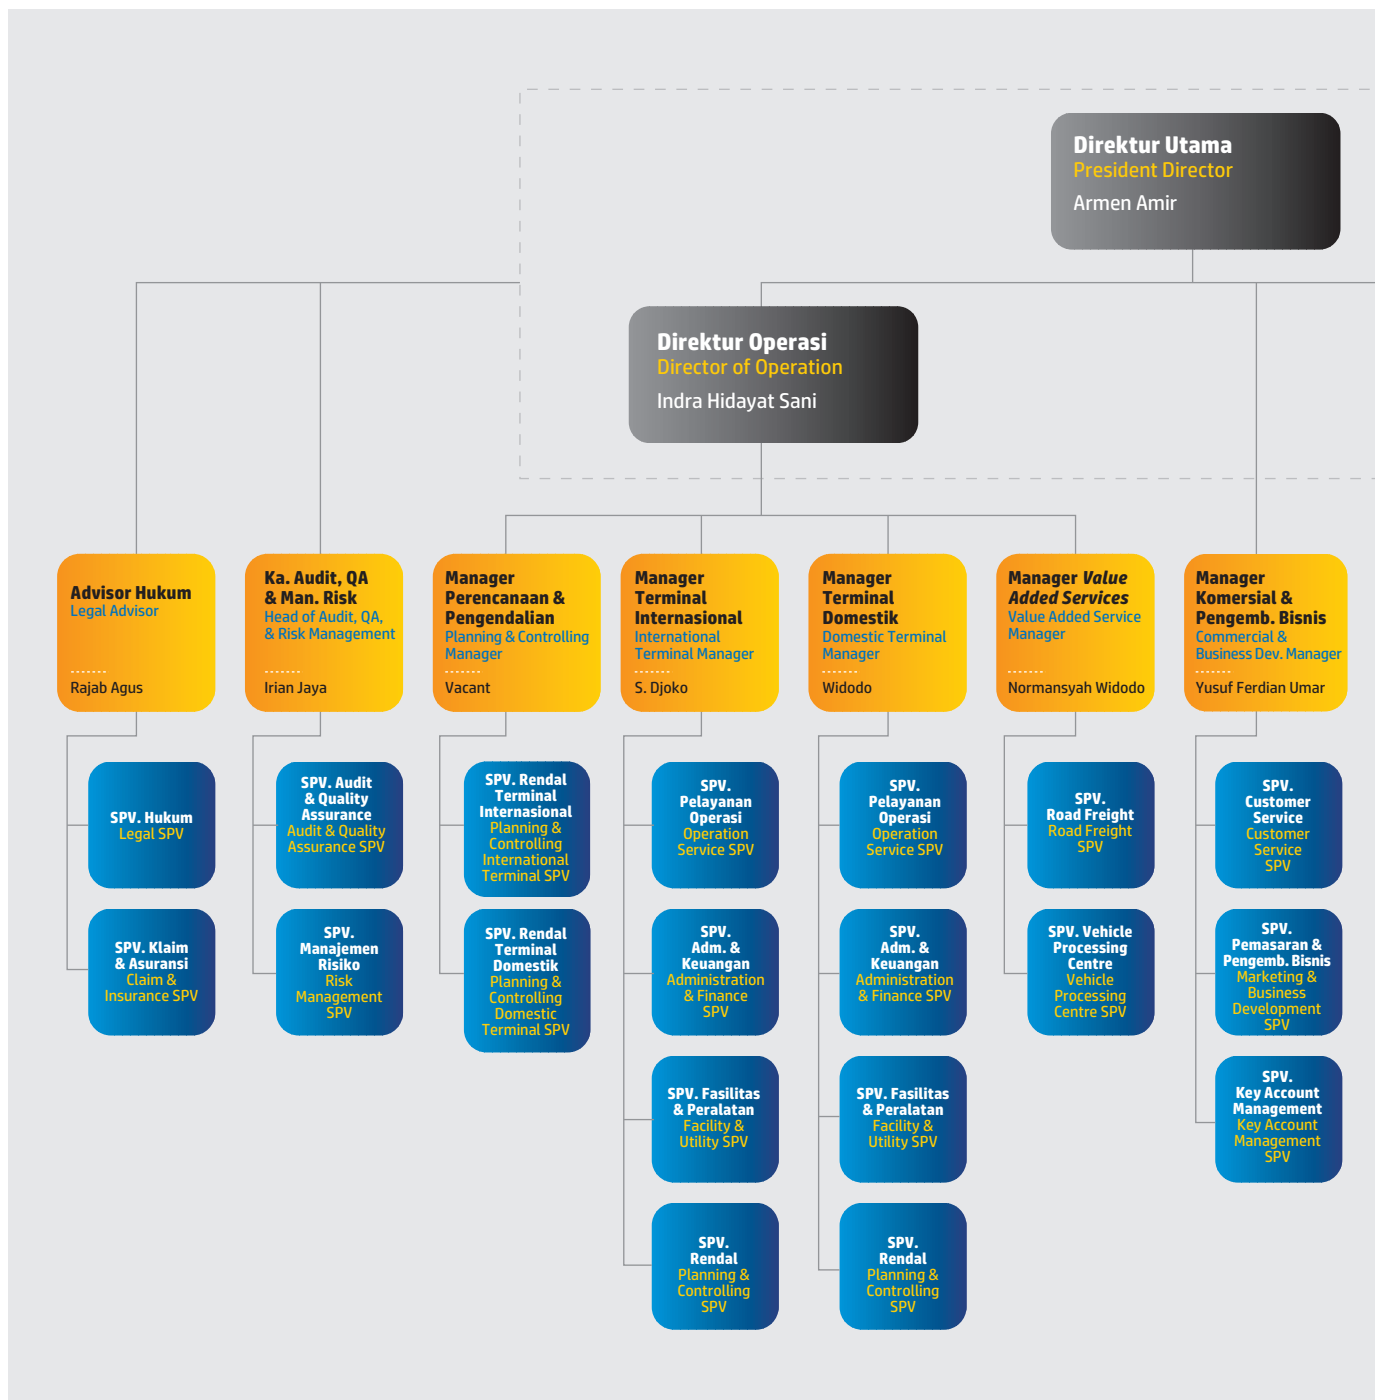 Direktur Utama
President Director
Armen Amir
Direktur Operasi
Director of Operation
Indra Hidayat Sani
Advisor Hukum
Legal Advisor
.......
Rajab Agus
Ka. Audit, QA
& Man. Risk
Head of Audit, QA,
& Risk Management
.......
Irian Jaya
Manager
Perencanaan &
Pengendalian
Planning & Controlling
Manager
.......
Vacant
Manager
Terminal
Internasional
International
Terminal Manager
.......
S. Djoko
Manager
Terminal
Domestik
Domestic Terminal
Manager
.......
Widodo
Manager Value
Added Services
Value Added Service
Manager
.......
Normansyah Widodo
Manager
Komersial &
Pengemb. Bisnis
Commercial &
Business Dev. Manager
.......
Yusuf Ferdian Umar
SPV. Hukum
Legal SPV
SPV. Audit
& Quality
Assurance
Audit & Quality
Assurance SPV
SPV. Rendal
Terminal
Internasional
Planning &
Controlling
International
Terminal SPV
SPV.
Pelayanan
Operasi
Operation
Service SPV
SPV.
Pelayanan
Operasi
Operation
Service SPV
SPV.
Road Freight
Road Freight
SPV
SPV.
Customer
Service
Customer
Service
SPV
SPV. Klaim
& Asuransi
Claim &
Insurance SPV
SPV.
Manajemen
Risiko
Risk
Management
SPV
SPV. Rendal
Terminal
Domestik
Planning &
Controlling
Domestic
Terminal SPV
SPV.
Adm. &
Keuangan
Administration
& Finance
SPV
SPV.
Adm. &
Keuangan
Administration
& Finance SPV
SPV. Vehicle
Processing
Centre
Vehicle
Processing
Centre SPV
SPV.
Pemasaran &
Pengemb. Bisnis
Marketing &
Business
Development
SPV
SPV. Fasilitas
& Peralatan
Facility &
Utility SPV
SPV. Fasilitas
& Peralatan
Facility &
Utility SPV
SPV.
Key Account
Management
Key Account
Management
SPV
SPV.
Rendal
Planning &
Controlling
SPV
SPV.
Rendal
Planning &
Controlling
SPV